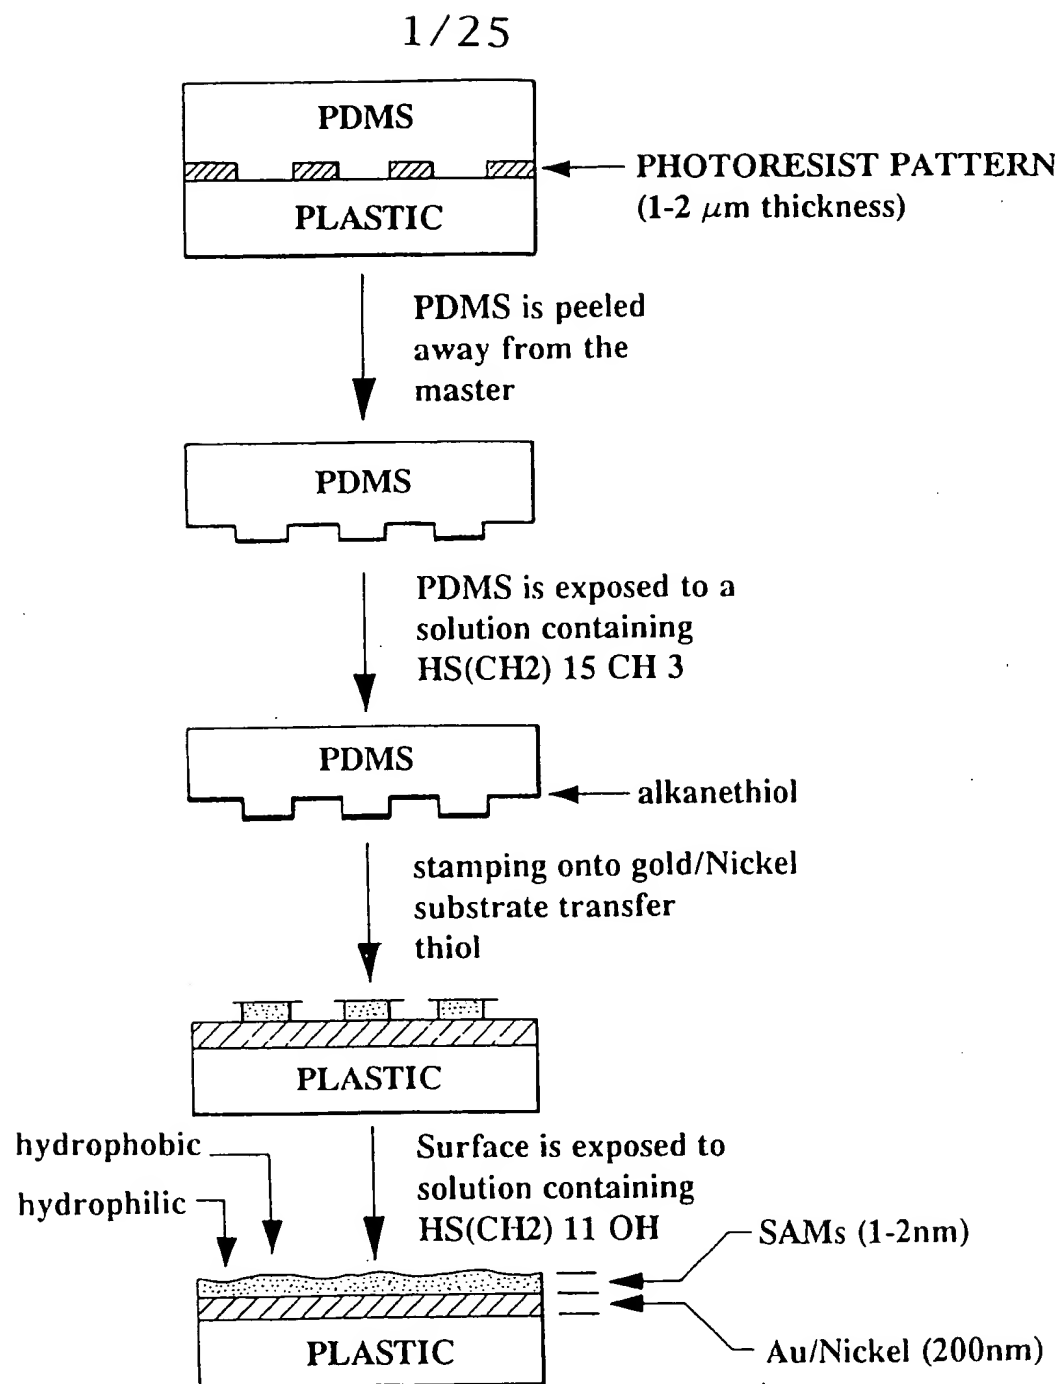 1/25
PDMS
PHOTORESIST PATTERN
(1-2 μm thickness)
PLASTIC
PDMS is peeled
away from the
master
PDMS
PDMS is exposed to a
solution containing
HS(CH2) 15 CH 3
PDMS
alkanethiol
stamping onto gold/Nickel
substrate transfer
thiol
PLASTIC
hydrophobic
hydrophilic
Surface is exposed to
solution containing
HS(CH2) 11 OH
SAMs (1-2nm)
PLASTIC
Au/Nickel (200nm)